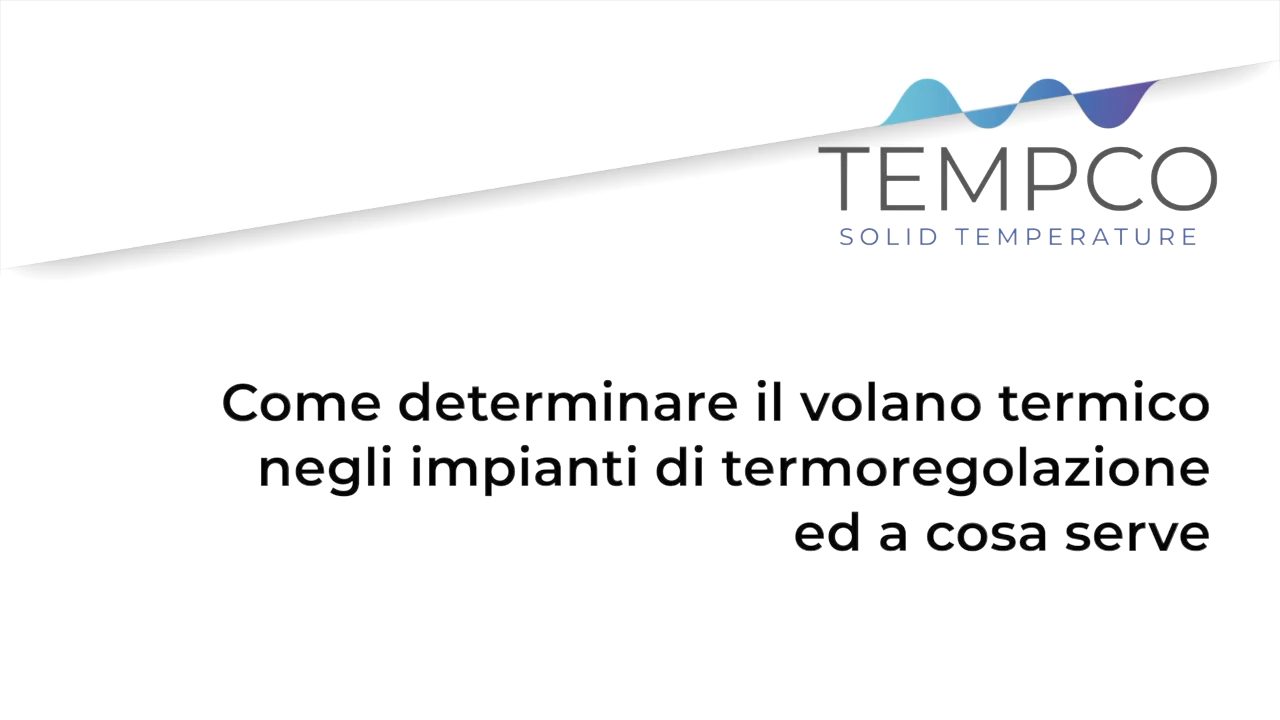 TEMPCO
SOLID TEMPERATURE
Come determinare il volano termico
negli impianti di termoregolazione
ed a cosa serve